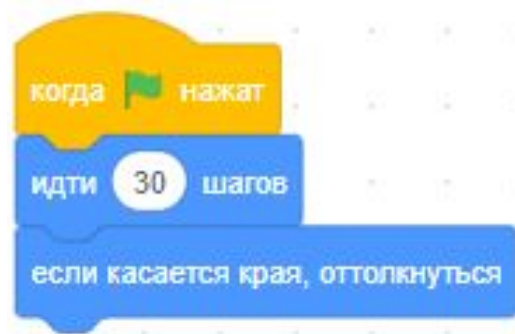 когда нажат
идти 30 шагов
если касается края, оттолкнуться